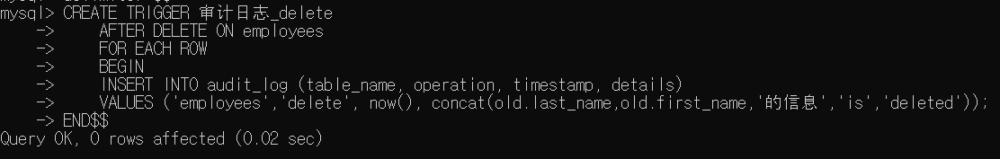 mysql> CREATE TRIGGER 审计日志_delete
    ->     AFTER DELETE ON employees
    ->     FOR EACH ROW
    ->     BEGIN
    ->     INSERT INTO audit_log (table_name, operation, timestamp, details)
    ->     VALUES ('employees','delete', now(), concat(old.last_name,old.first_name,'的信息','is','deleted'));
    -> END$$
Query OK, 0 rows affected (0.02 sec)